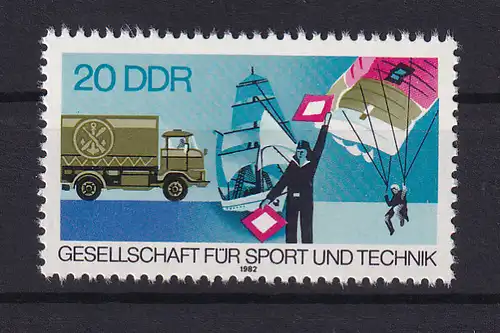 20 DDR
GESELLSCHAFT FÜR SPORT UND TECHNIK
1982